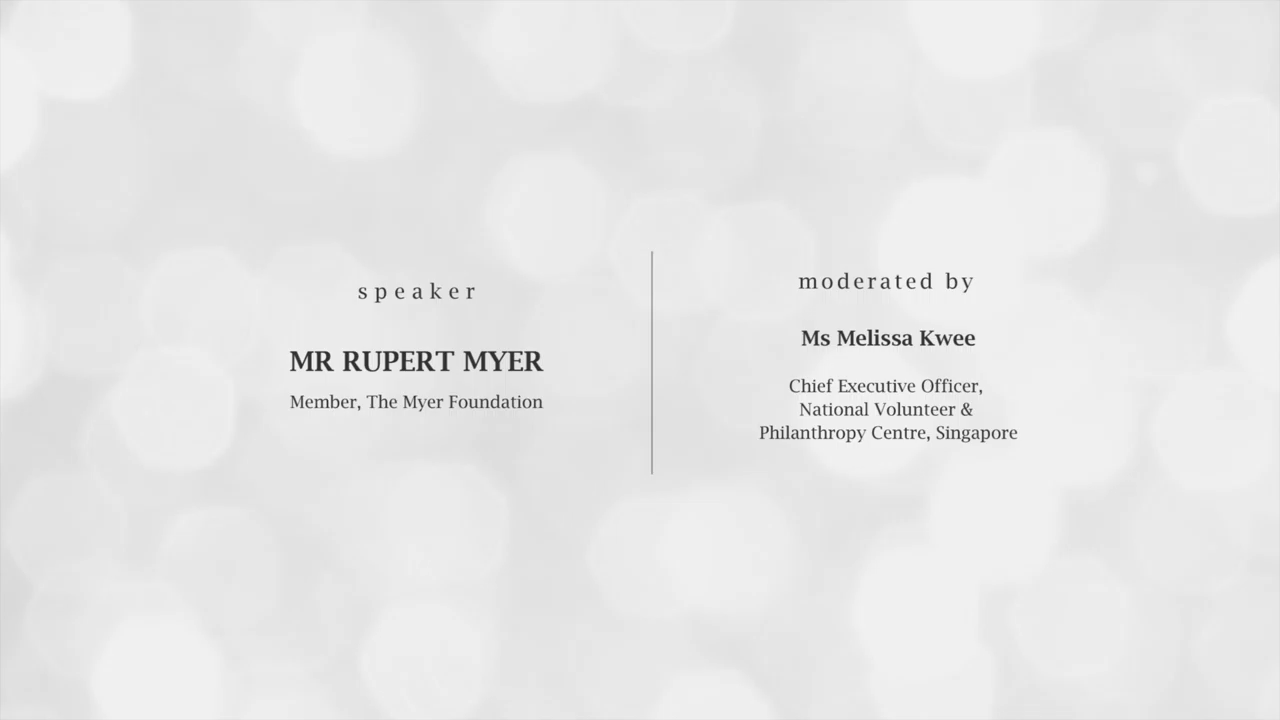 speaker
MR RUPERT MYER
Member, The Myer Foundation
moderated by
Ms Melissa Kwee
Chief Executive Officer,
National Volunteer &
Philanthropy Centre, Singapore